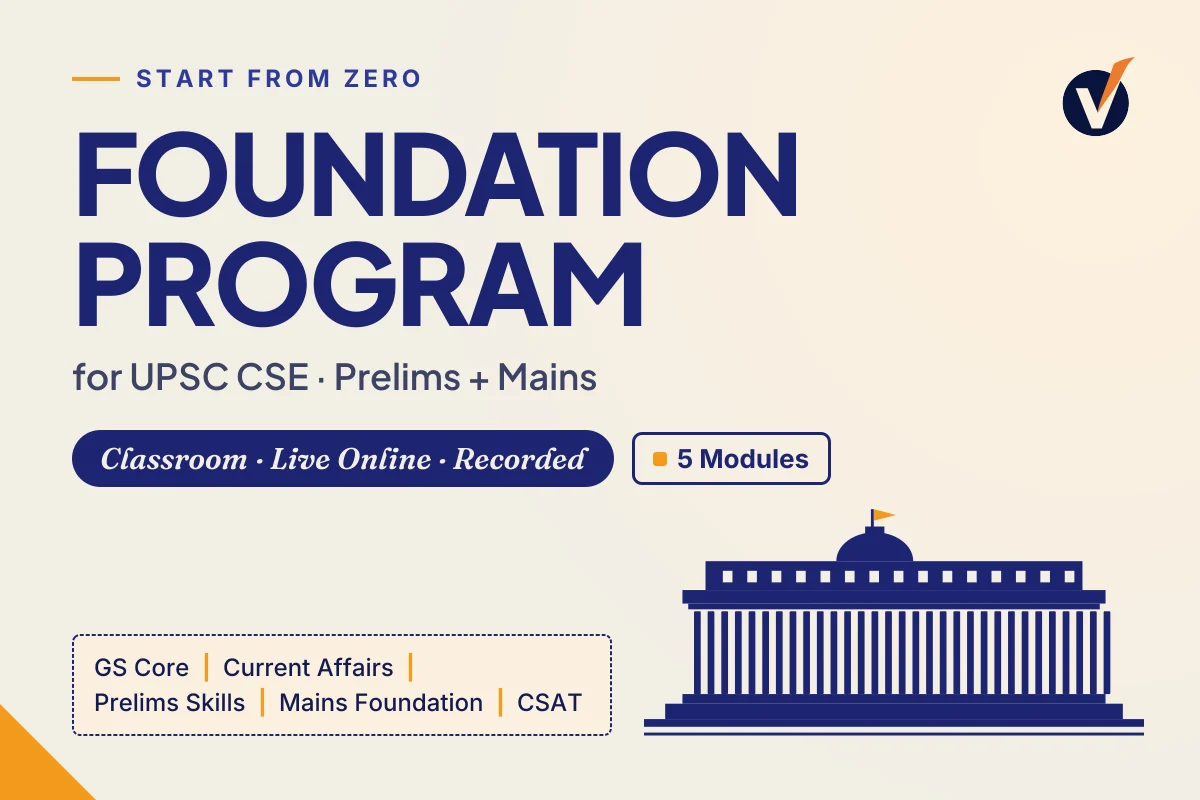 START FROM ZERO
V
FOUNDATION
PROGRAM
for UPSC CSE · Prelims + Mains
Classroom · Live Online · Recorded
5 Modules
GS Core | Current Affairs |
Prelims Skills | Mains Foundation | CSAT